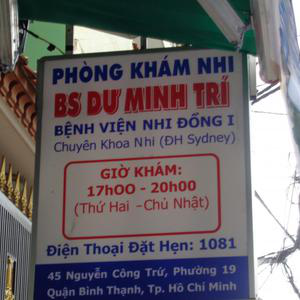 PHÒNG KHÁM NHI
BS DƯ MINH TRÍ
BỆNH VIỆN NHI ĐỒNG I
Chuyên Khoa Nhi (ĐH Sydney)
GIỜ KHÁM:
17hOO - 20h00
(Thứ Hai -Chủ Nhật)
Điện Thoại Đặt Hẹn: 1081
45 Nguyễn Công Trứ, Phường 19
Quận Bình Thạnh, Tp. Hồ Chí Minh